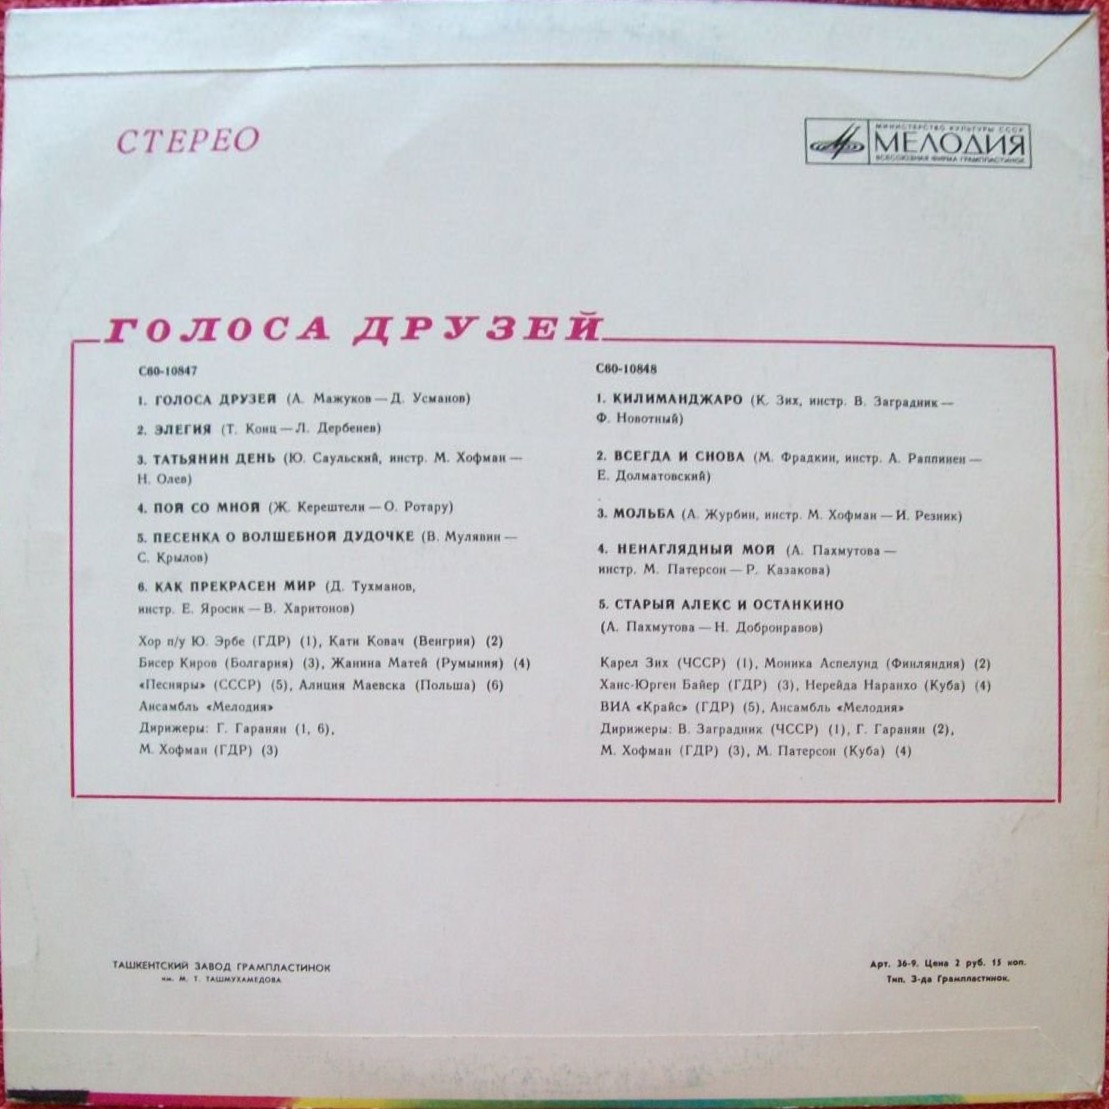 СТЕРЕО
МИНИСТЕРСТВО КУЛЬТУРЫ СССР
МЕЛОДИЯ
ВСЕСОЮЗНАЯ ФИРМА ГРАМПЛАСТИНОК
ГОЛОСА ДРУЗЕЙ
С60-10847
1. ГОЛОСА ДРУЗЕЙ (А. Мажуков — Д. Усманов)
2. ЭЛЕГИЯ (Т. Конц — Л. Дербенев)
3. ТАТЬЯНИН ДЕНЬ (Ю. Саульский, инстр. М. Хофман —
Н. Олев)
4. ПОЙ СО МНОЙ (Ж. Керештели — О. Ротару)
5. ПЕСЕНКА О ВОЛШЕБНОЙ ДУДОЧКЕ (В. Мулявин —
С. Крылов)
6. КАК ПРЕКРАСЕН МИР (Д. Тухманов,
инстр. Е. Яросик — В. Харитонов)
Хор п/у Ю. Эрбе (ГДР) (1), Кати Ковач (Венгрия) (2)
Бисер Киров (Болгария) (3), Жанина Матей (Румыния) (4)
«Песняры» (СССР) (5), Алиция Маевска (Польша) (6)
Ансамбль «Мелодия»
Дирижеры: Г. Гаранян (1, 6),
М. Хофман (ГДР) (3)
С60-10848
1. КИЛИМАНДЖАРО (К. Зих, инстр. В. Заградник —
Ф. Новотный)
2. ВСЕГДА И СНОВА (М. Фрадкин, инстр. А. Раппинен —
Е. Долматовский)
3. МОЛЬБА (А. Журбин, инстр. М. Хофман — И. Резник)
4. НЕНАГЛЯДНЫЙ МОЙ (А. Пахмутова —
инстр. М. Патерсон — Р. Казакова)
5. СТАРЫЙ АЛЕКС И ОСТАНКИНО
(А. Пахмутова — Н. Добронравов)
Карел Зих (ЧССР) (1), Моника Аспелунд (Финляндия) (2)
Ханс-Юрген Байер (ГДР) (3), Нерейда Наранхо (Куба) (4)
ВИА «Крайс» (ГДР) (5), Ансамбль «Мелодия»
Дирижеры: В. Заградник (ЧССР) (1), Г. Гаранян (2),
М. Хофман (ГДР) (3), М. Патерсон (Куба) (4)
ТАШКЕНТСКИЙ ЗАВОД ГРАМПЛАСТИНОК
им. М. Т. ТАШМУХАМЕДОВА
Арт. 36-9. Цена 2 руб. 15 коп.
Тип. З-да Грампластинок.